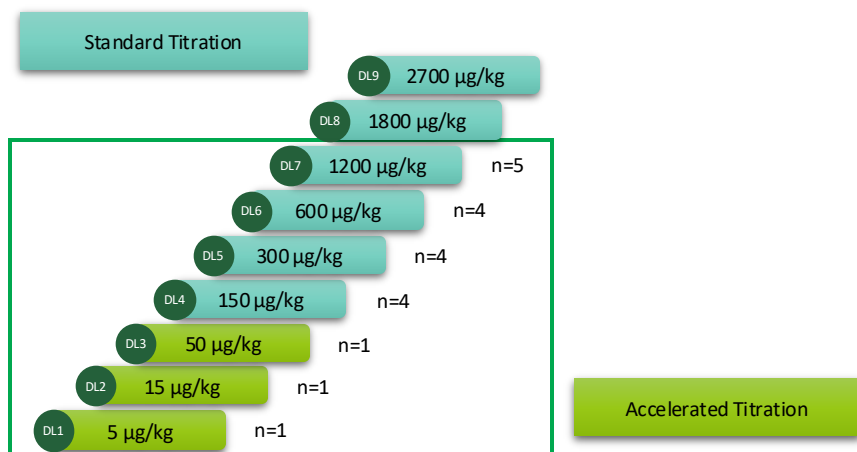 Standard Titration
DL9 2700 µg/kg
DL8 1800 µg/kg
DL7 1200 µg/kg n=5
DL6 600 µg/kg n=4
DL5 300 µg/kg n=4
DL4 150 µg/kg n=4
DL3 50 µg/kg n=1
DL2 15 µg/kg n=1
DL1 5 µg/kg n=1
Accelerated Titration